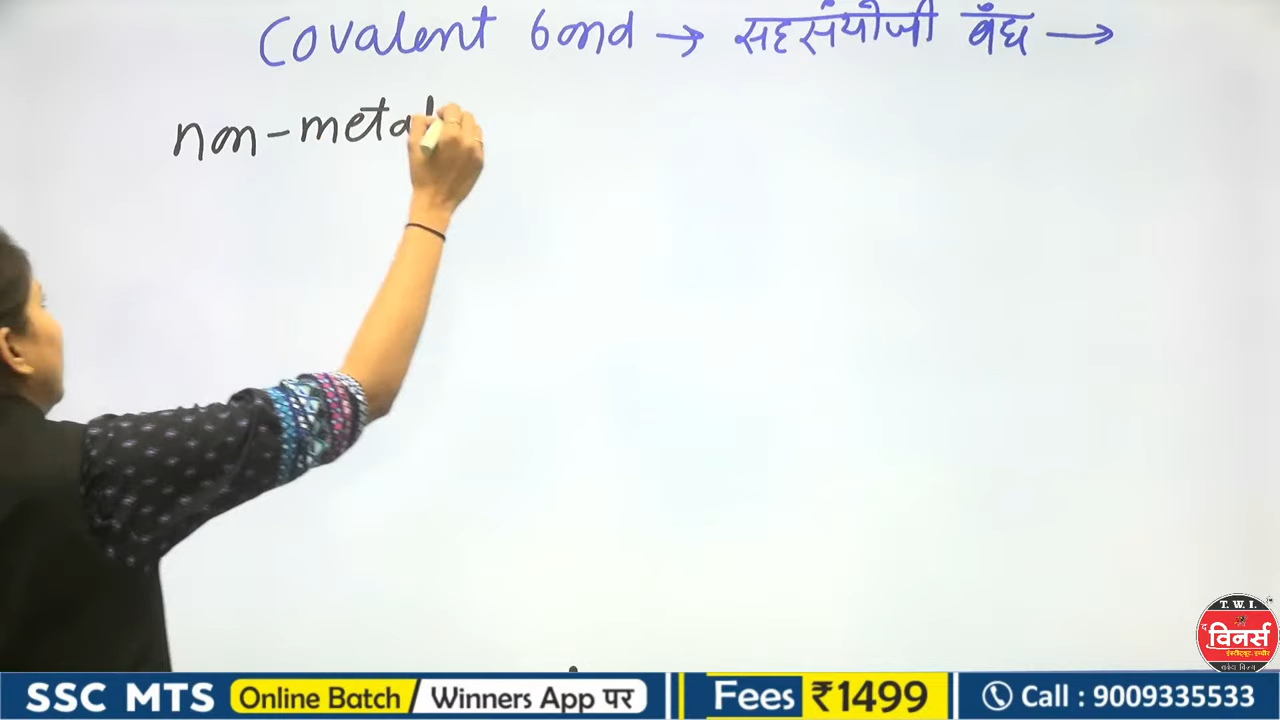 Covalent bond → सहसंयोजी बंध →
non-metal
T. W. I.
द
विनर्स
SSC MTS Online Batch / Winners App पर Fees ₹1499 Call : 9009335533